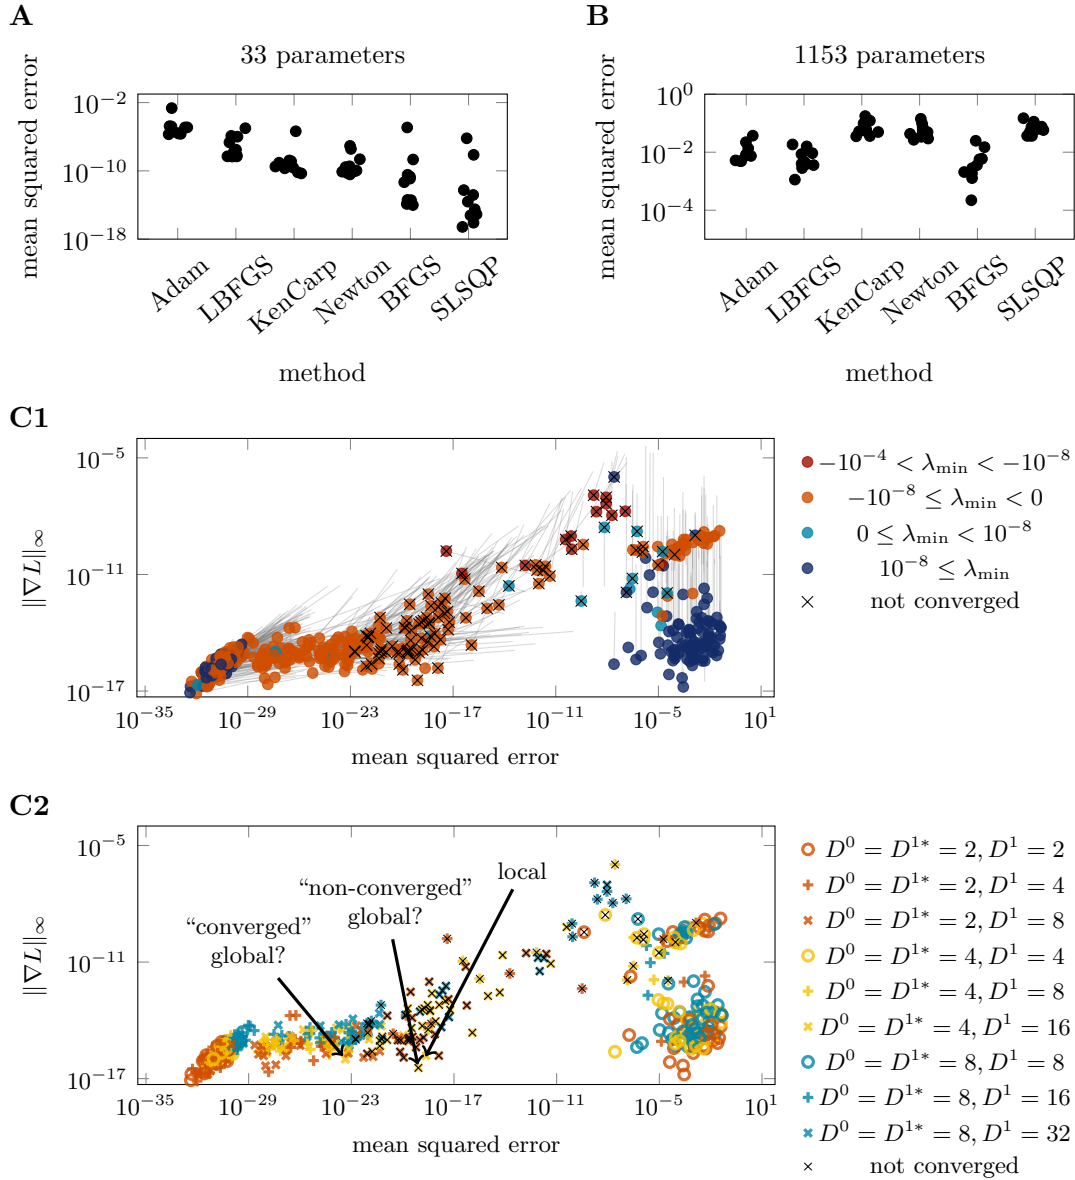 A
33 parameters
mean squared error
10^{-2}
10^{-10}
10^{-18}
Adam
LBFGS
KenCarp
Newton
BFGS
SLSQP
method
B
1153 parameters
mean squared error
10^{0}
10^{-2}
10^{-4}
Adam
LBFGS
KenCarp
Newton
BFGS
SLSQP
method
C1
‖∇L‖_∞
10^{-5}
10^{-11}
10^{-17}
10^{-35}
10^{-29}
10^{-23}
10^{-17}
10^{-11}
10^{-5}
10^{1}
mean squared error
−10^{-4} < λ_min < −10^{-8}
−10^{-8} ≤ λ_min < 0
0 ≤ λ_min < 10^{-8}
10^{-8} ≤ λ_min
not converged
C2
‖∇L‖_∞
10^{-5}
10^{-11}
10^{-17}
“converged”
global?
“non-converged”
global?
local
10^{-35}
10^{-29}
10^{-23}
10^{-17}
10^{-11}
10^{-5}
10^{1}
mean squared error
D^0 = D^{1*} = 2, D^1 = 2
D^0 = D^{1*} = 2, D^1 = 4
D^0 = D^{1*} = 2, D^1 = 8
D^0 = D^{1*} = 4, D^1 = 4
D^0 = D^{1*} = 4, D^1 = 8
D^0 = D^{1*} = 4, D^1 = 16
D^0 = D^{1*} = 8, D^1 = 8
D^0 = D^{1*} = 8, D^1 = 16
D^0 = D^{1*} = 8, D^1 = 32
not converged